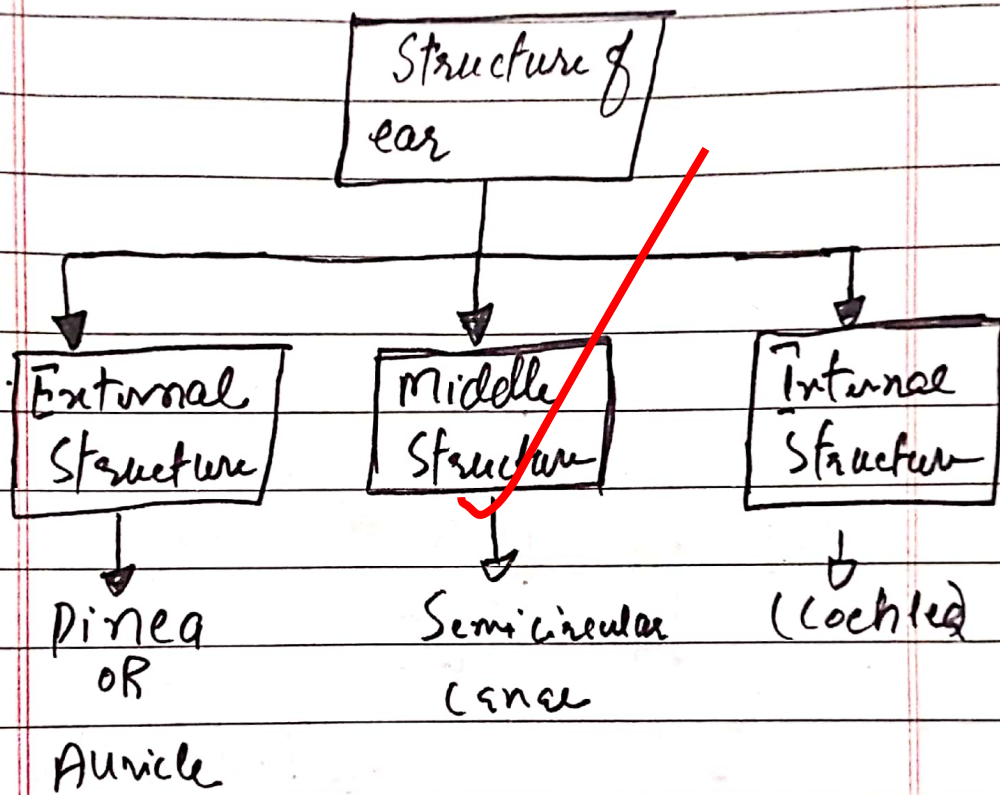 Structure of
ear
External
Structure
Middle
Structure
Internal
Structure
Pinea
OR
Auricle
Semicircular
Canal
(Cochlea)